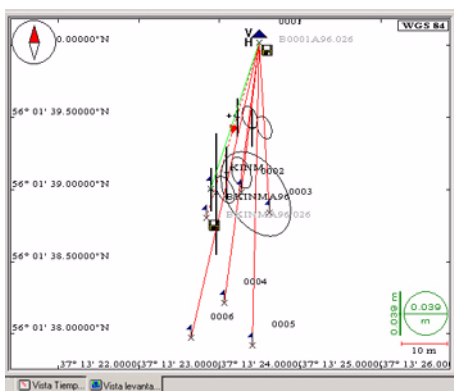 0001
WGS 84
V
H
0.00000"N
B0001A96.026
56° 01' 39.50000"N
KINM
0002
56° 01' 39.00000"N
0003
BKINMA96
BKINMA96.026
56° 01' 38.50000"N
0004
0006
0005
56° 01' 38.00000"N
0.039
m
0.039
m
10 m
37° 13' 22.0000 37° 13' 23.0000 37° 13' 24.0000 37° 13' 25.0000 37° 13' 26.00
Vista Tiemp... Vista levanta...